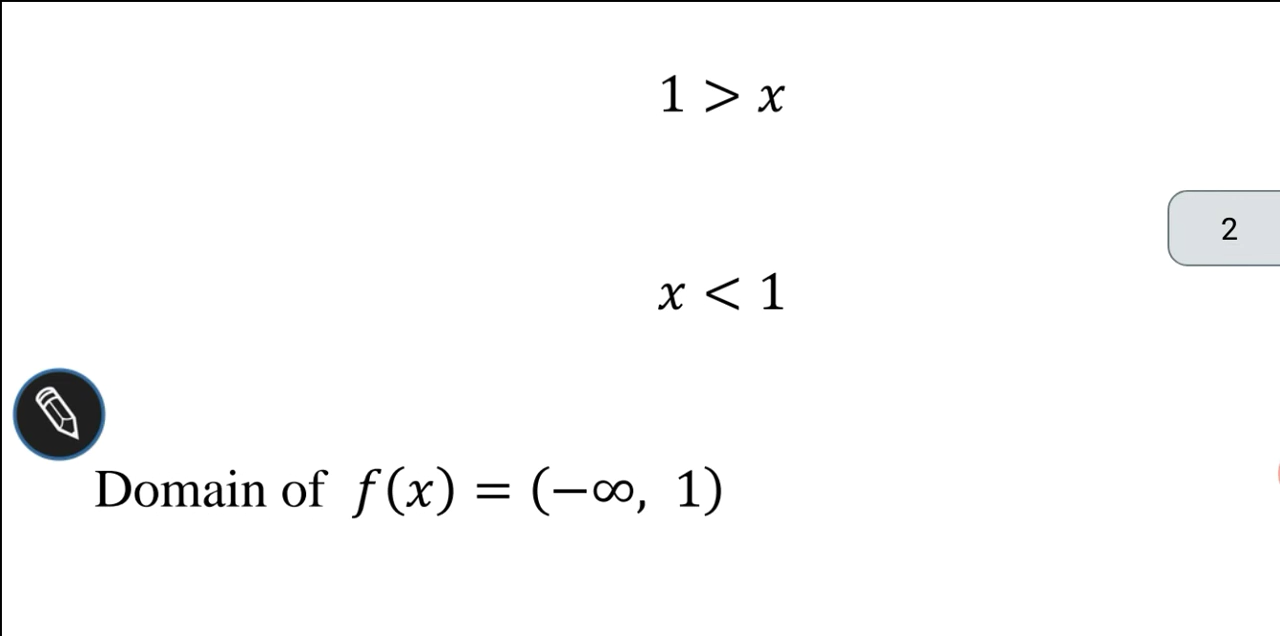 1 > x
2
x < 1
Domain of f(x) = (−∞, 1)